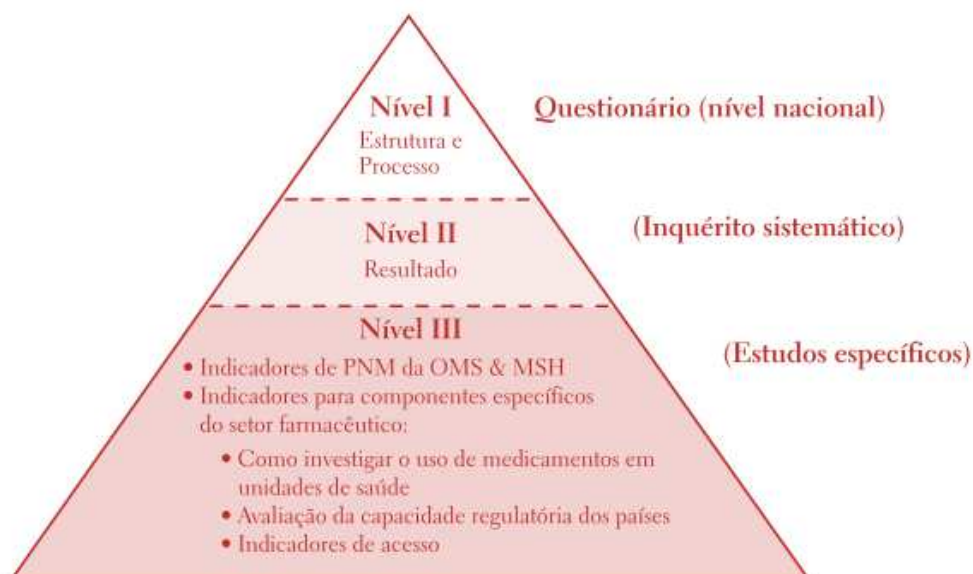 Nível I
Estrutura e
Processo
Questionário (nível nacional)
Nível II
Resultado
(Inquérito sistemático)
Nível III
(Estudos específicos)
• Indicadores de PNM da OMS & MSH
• Indicadores para componentes específicos
do setor farmacêutico:
• Como investigar o uso de medicamentos em
unidades de saúde
• Avaliação da capacidade regulatória dos países
• Indicadores de acesso